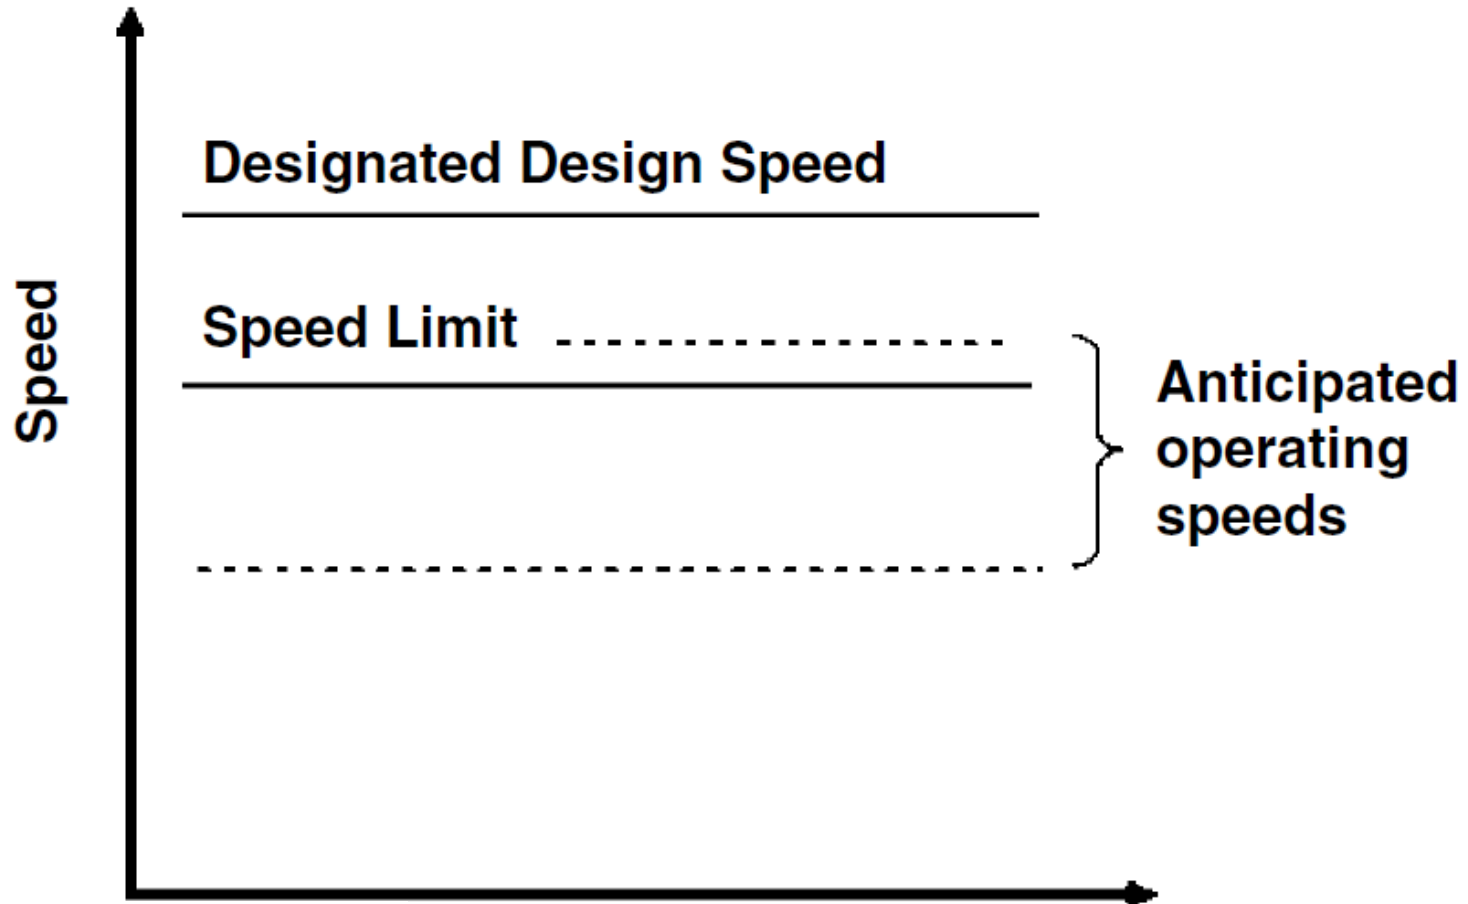 Designated Design Speed
Speed Limit
Speed
Anticipated
operating
speeds